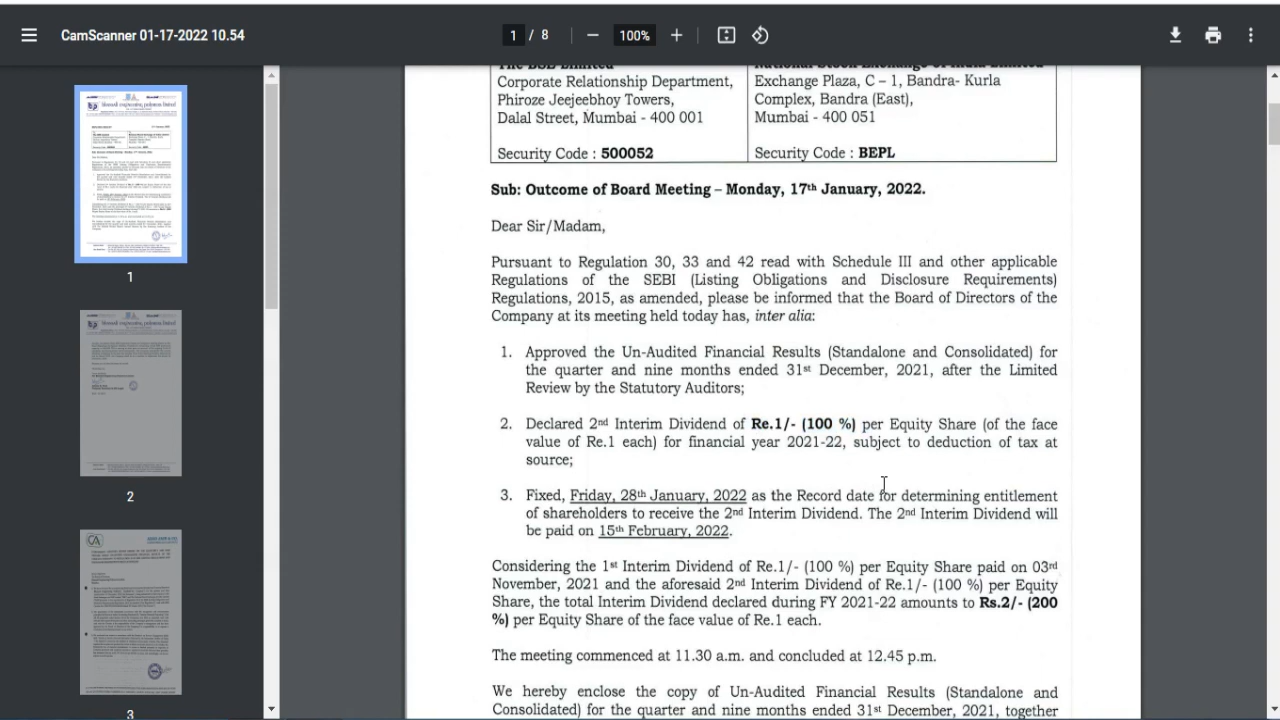 CamScanner 01-17-2022 10.54
1 / 8
100%
The BSE Limited
National Stock Exchange of India Limited
Corporate Relationship Department,
Phiroze Jeejeebhoy Towers,
Dalal Street, Mumbai - 400 001
Exchange Plaza, C – 1, Bandra- Kurla
Complex, Bandra (East),
Mumbai - 400 051
Security Code : 500052
Security Code : BEPL
Sub: Outcome of Board Meeting – Monday, 17th January, 2022.
Dear Sir/Madam,
Pursuant to Regulation 30, 33 and 42 read with Schedule III and other applicable
Regulations of the SEBI (Listing Obligations and Disclosure Requirements)
Regulations, 2015, as amended, please be informed that the Board of Directors of the
Company at its meeting held today has, inter alia:
1. Approved the Un-Audited Financial Results (Standalone and Consolidated) for
the quarter and nine months ended 31st December, 2021, after the Limited
Review by the Statutory Auditors;
2. Declared 2nd Interim Dividend of Re.1/- (100 %) per Equity Share (of the face
value of Re.1 each) for financial year 2021-22, subject to deduction of tax at
source;
3. Fixed, Friday, 28th January, 2022 as the Record date for determining entitlement
of shareholders to receive the 2nd Interim Dividend. The 2nd Interim Dividend will
be paid on 15th February, 2022.
Considering the 1st Interim Dividend of Re.1/- (100 %) per Equity Share paid on 03rd
November, 2021 and the aforesaid 2nd Interim Dividend of Re.1/- (100 %) per Equity
Share, the total Interim Dividend declared during FY 2021-22 amounts to Rs.2/- (200
%) per Equity Share of the face value of Re.1 each.
The meeting commenced at 11.30 a.m. and concluded at 12.45 p.m.
We hereby enclose the copy of Un-Audited Financial Results (Standalone and
Consolidated) for the quarter and nine months ended 31st December, 2021, together
1
2
3